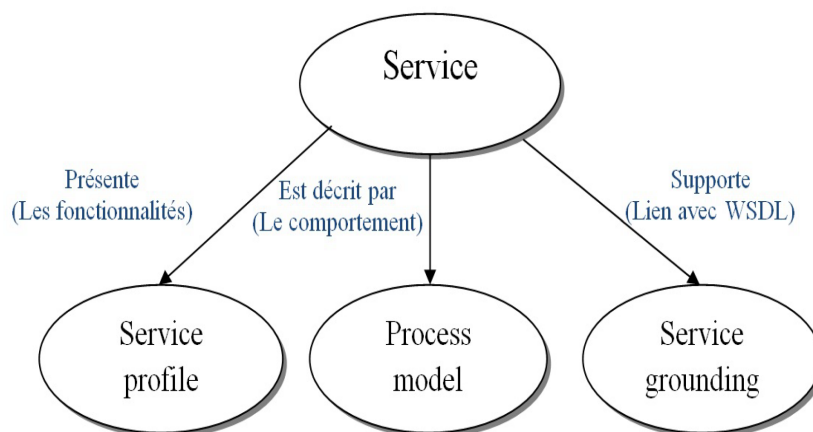 Service
Présente
(Les fonctionnalités)
Est décrit par
(Le comportement)
Supporte
(Lien avec WSDL)
Service
profile
Process
model
Service
grounding